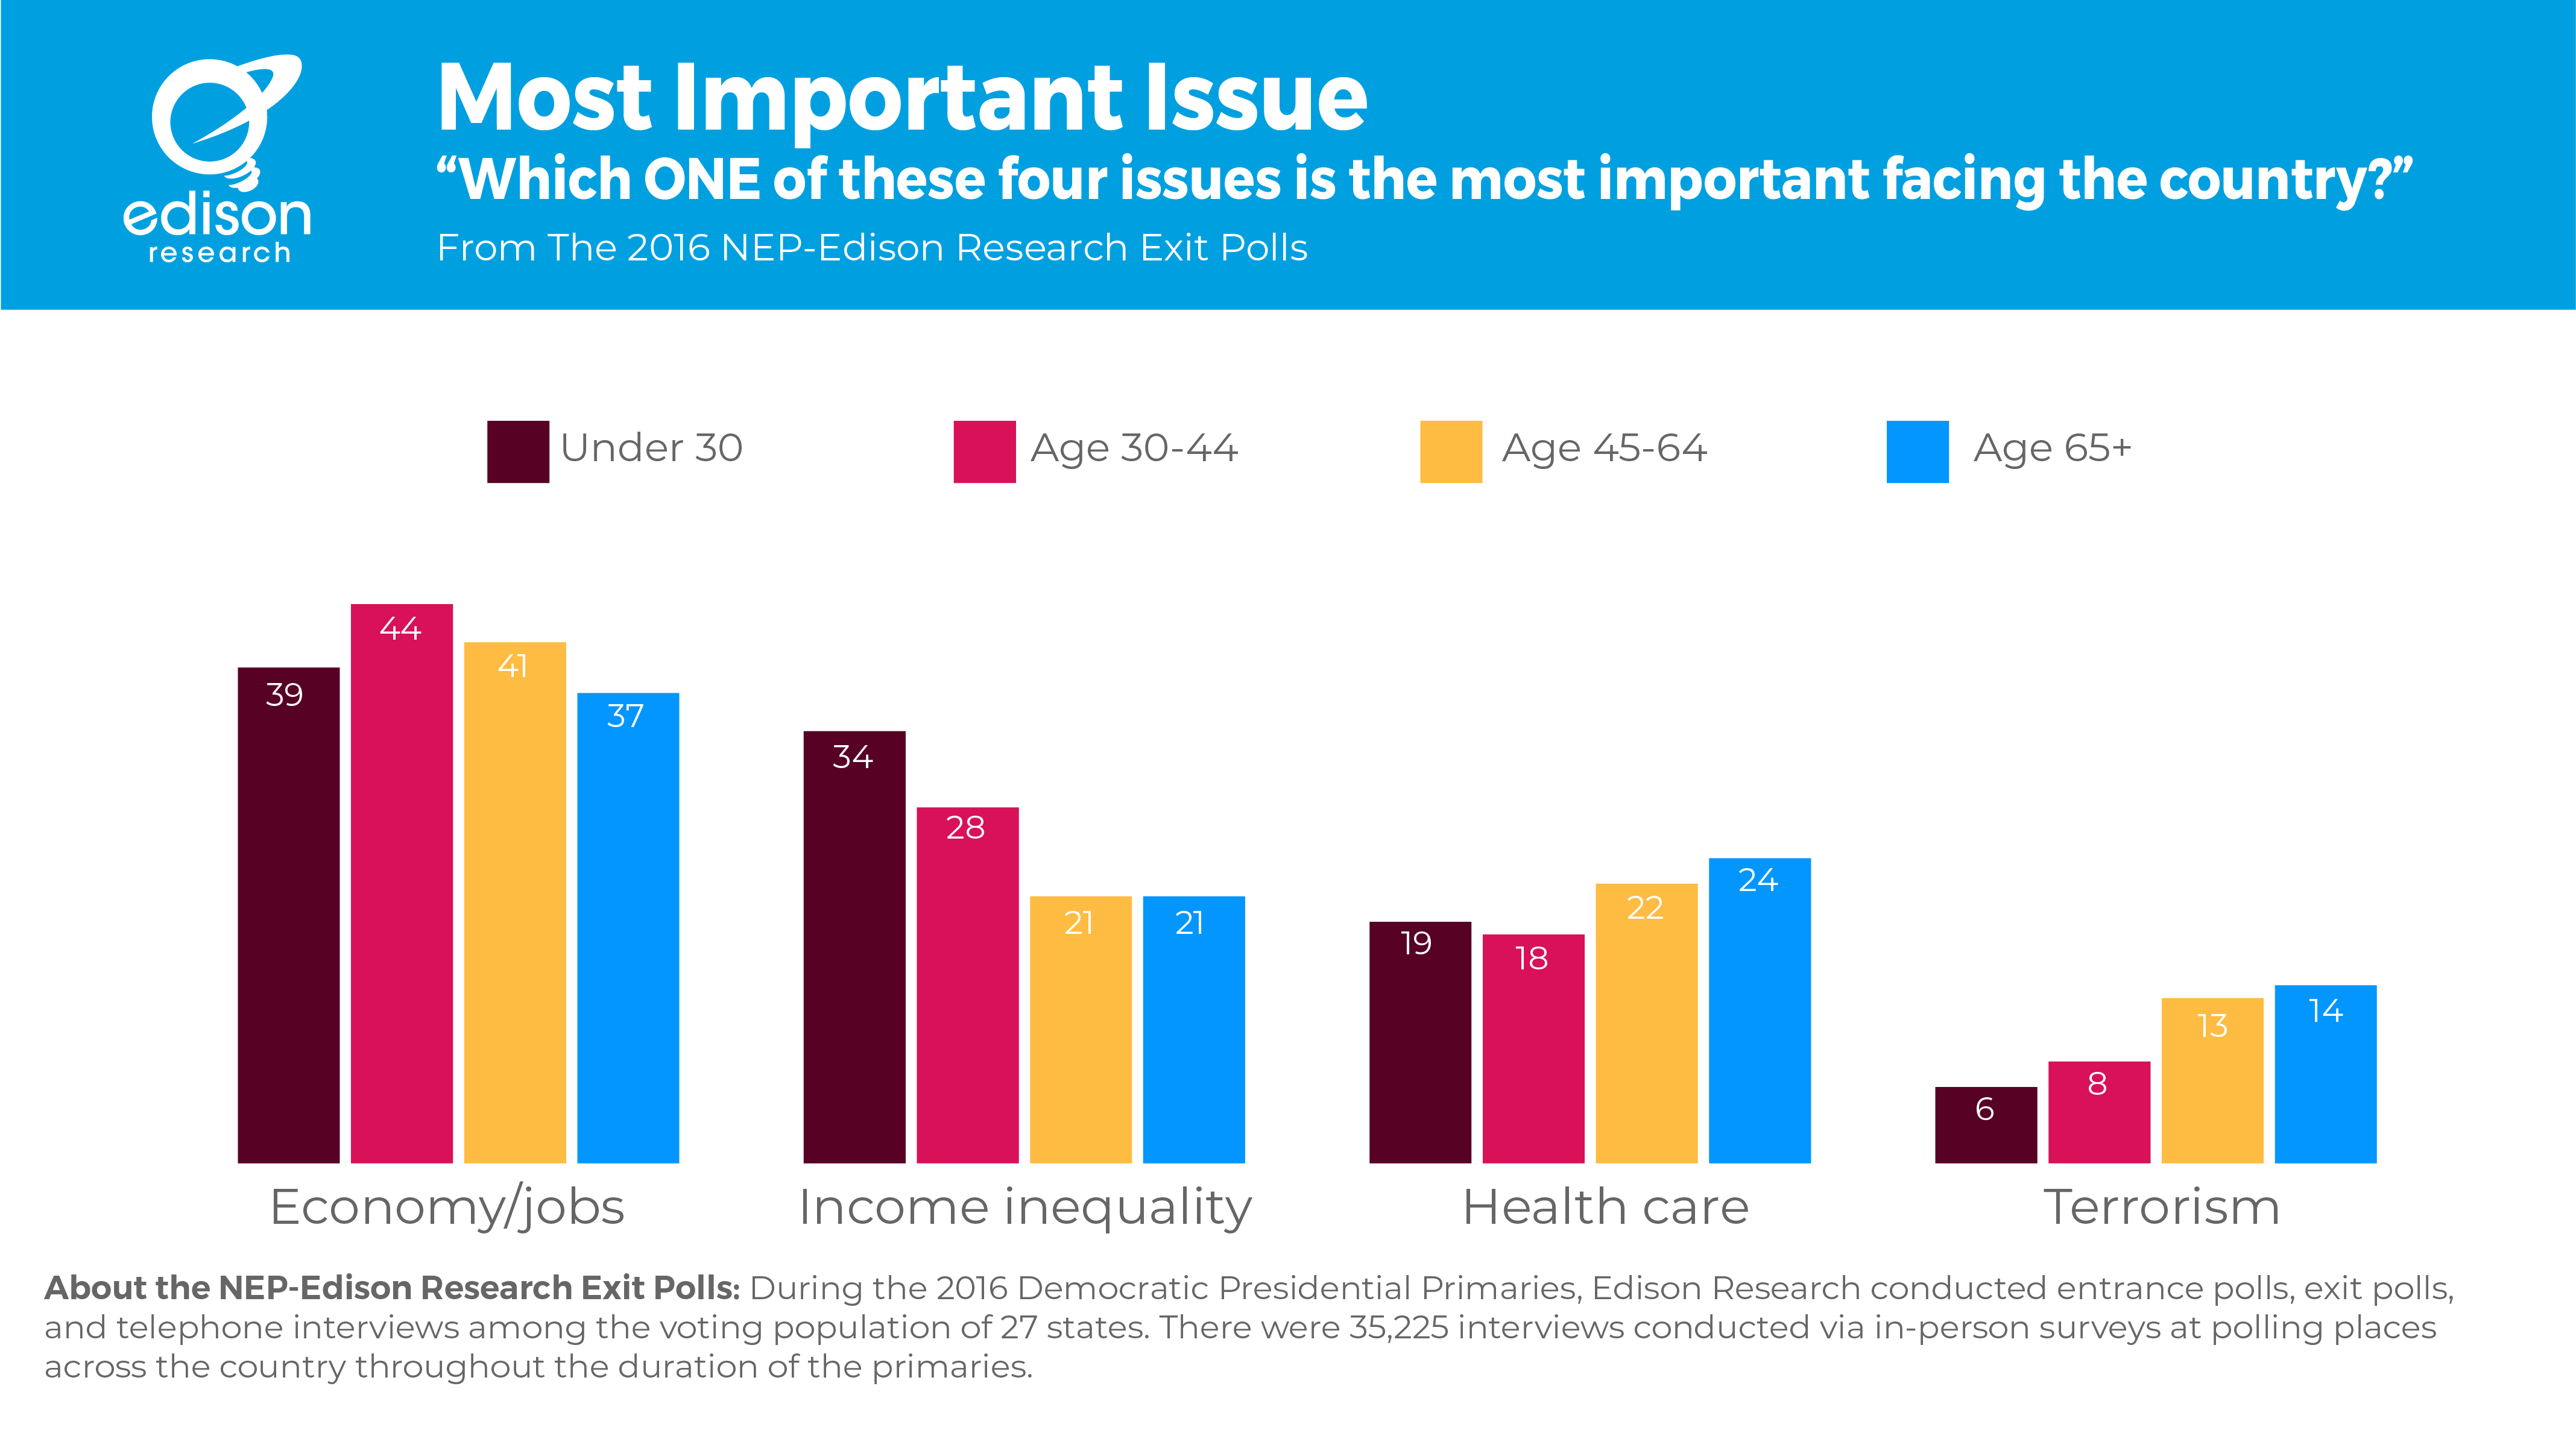 edison
research
Most Important Issue
“Which ONE of these four issues is the most important facing the country?”
From The 2016 NEP-Edison Research Exit Polls
Under 30
Age 30-44
Age 45-64
Age 65+
39
44
41
37
34
28
21
21
19
18
22
24
6
8
13
14
Economy/jobs
Income inequality
Health care
Terrorism
About the NEP-Edison Research Exit Polls: During the 2016 Democratic Presidential Primaries, Edison Research conducted entrance polls, exit polls,
and telephone interviews among the voting population of 27 states. There were 35,225 interviews conducted via in-person surveys at polling places
across the country throughout the duration of the primaries.